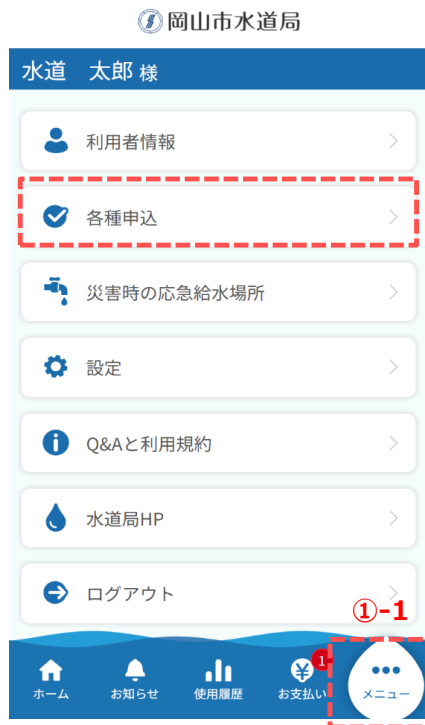 岡山市水道局
水道　太郎 様
利用者情報
各種申込
災害時の応急給水場所
設定
Q&Aと利用規約
水道局HP
ログアウト
①-1
1
ホーム
お知らせ
使用履歴
お支払い
メニュー